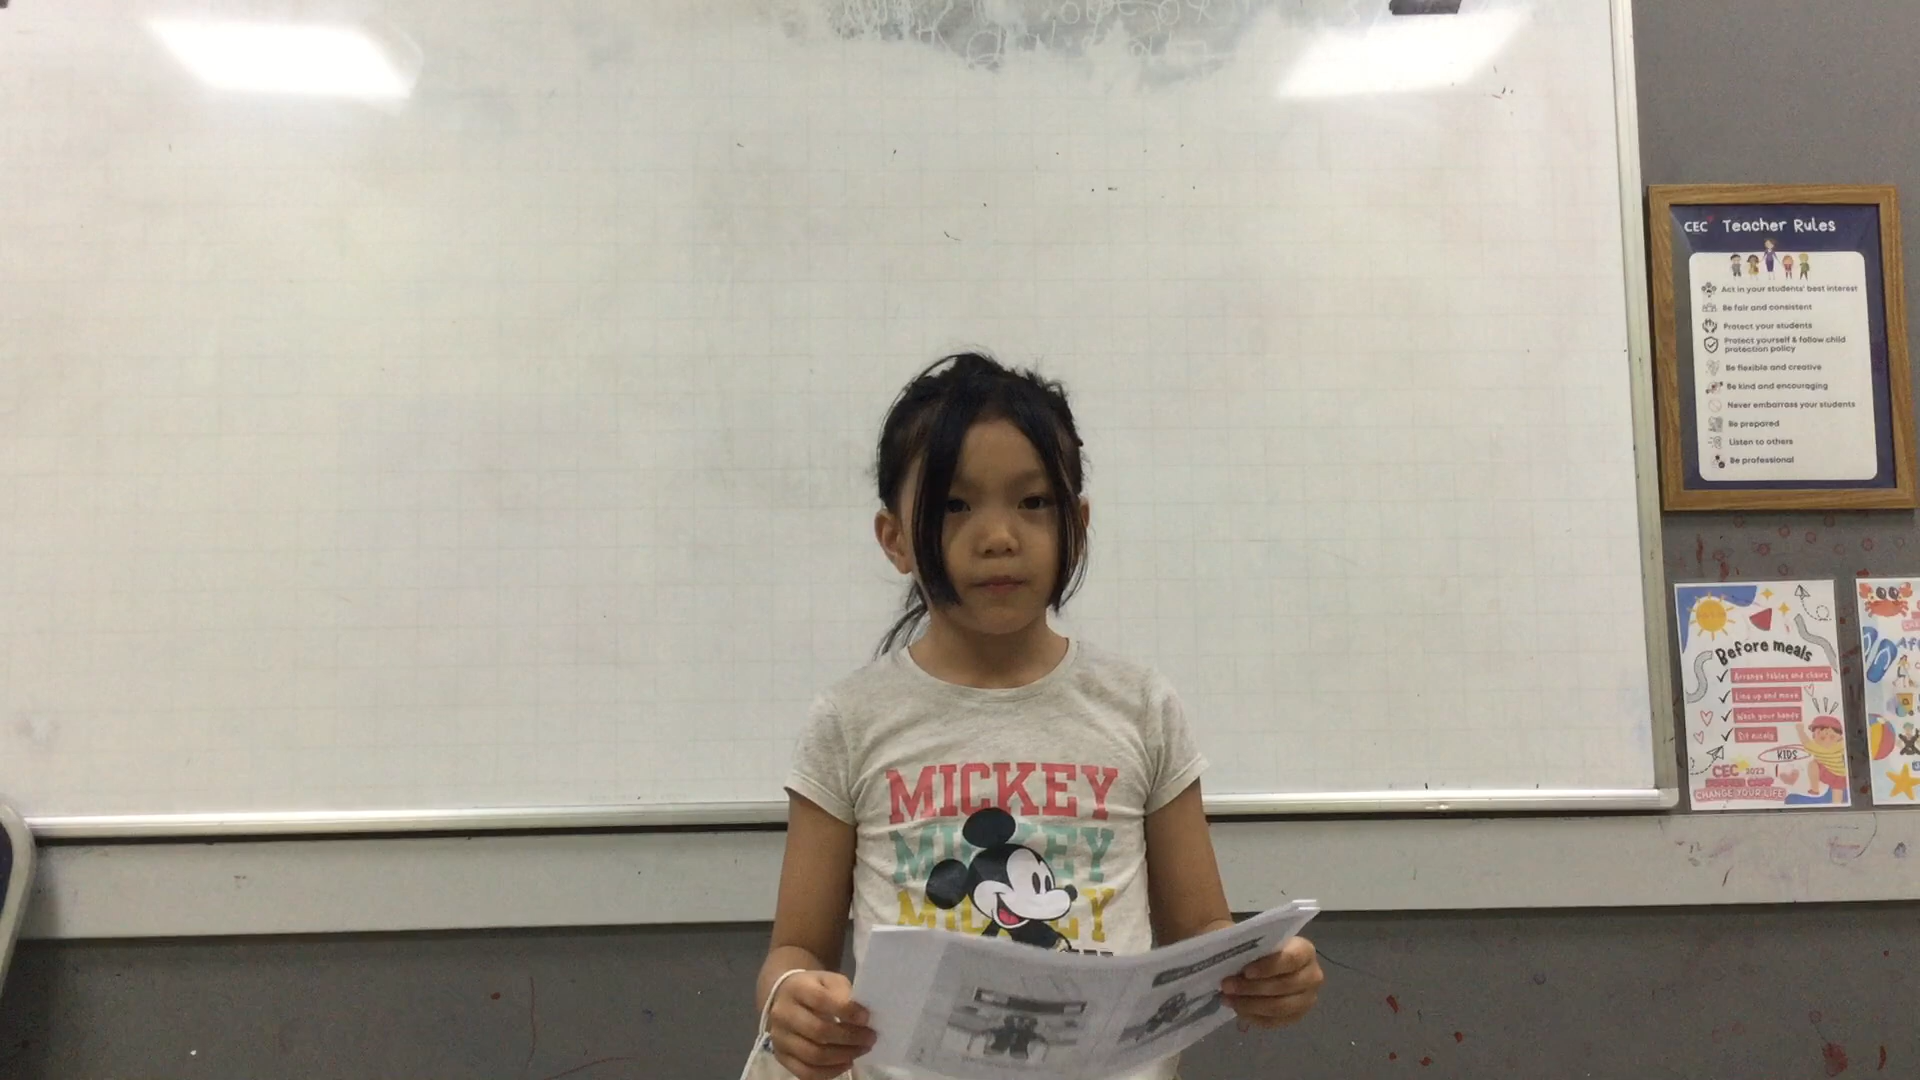 CEC Teacher Rules
Act in your students' best interest
Be fair and consistent
Protect your students
Protect yourself & follow child
protection policy
Be flexible and creative
Be kind and encouraging
Never embarrass your students
Be prepared
Listen to others
Be professional
Before meals
Arrange tables and chairs
Line up and move
Wash your hands
Sit nicely
KIDS
CEC 2023
CHANGE YOUR LIFE
MICKEY
MICKEY
MICKEY